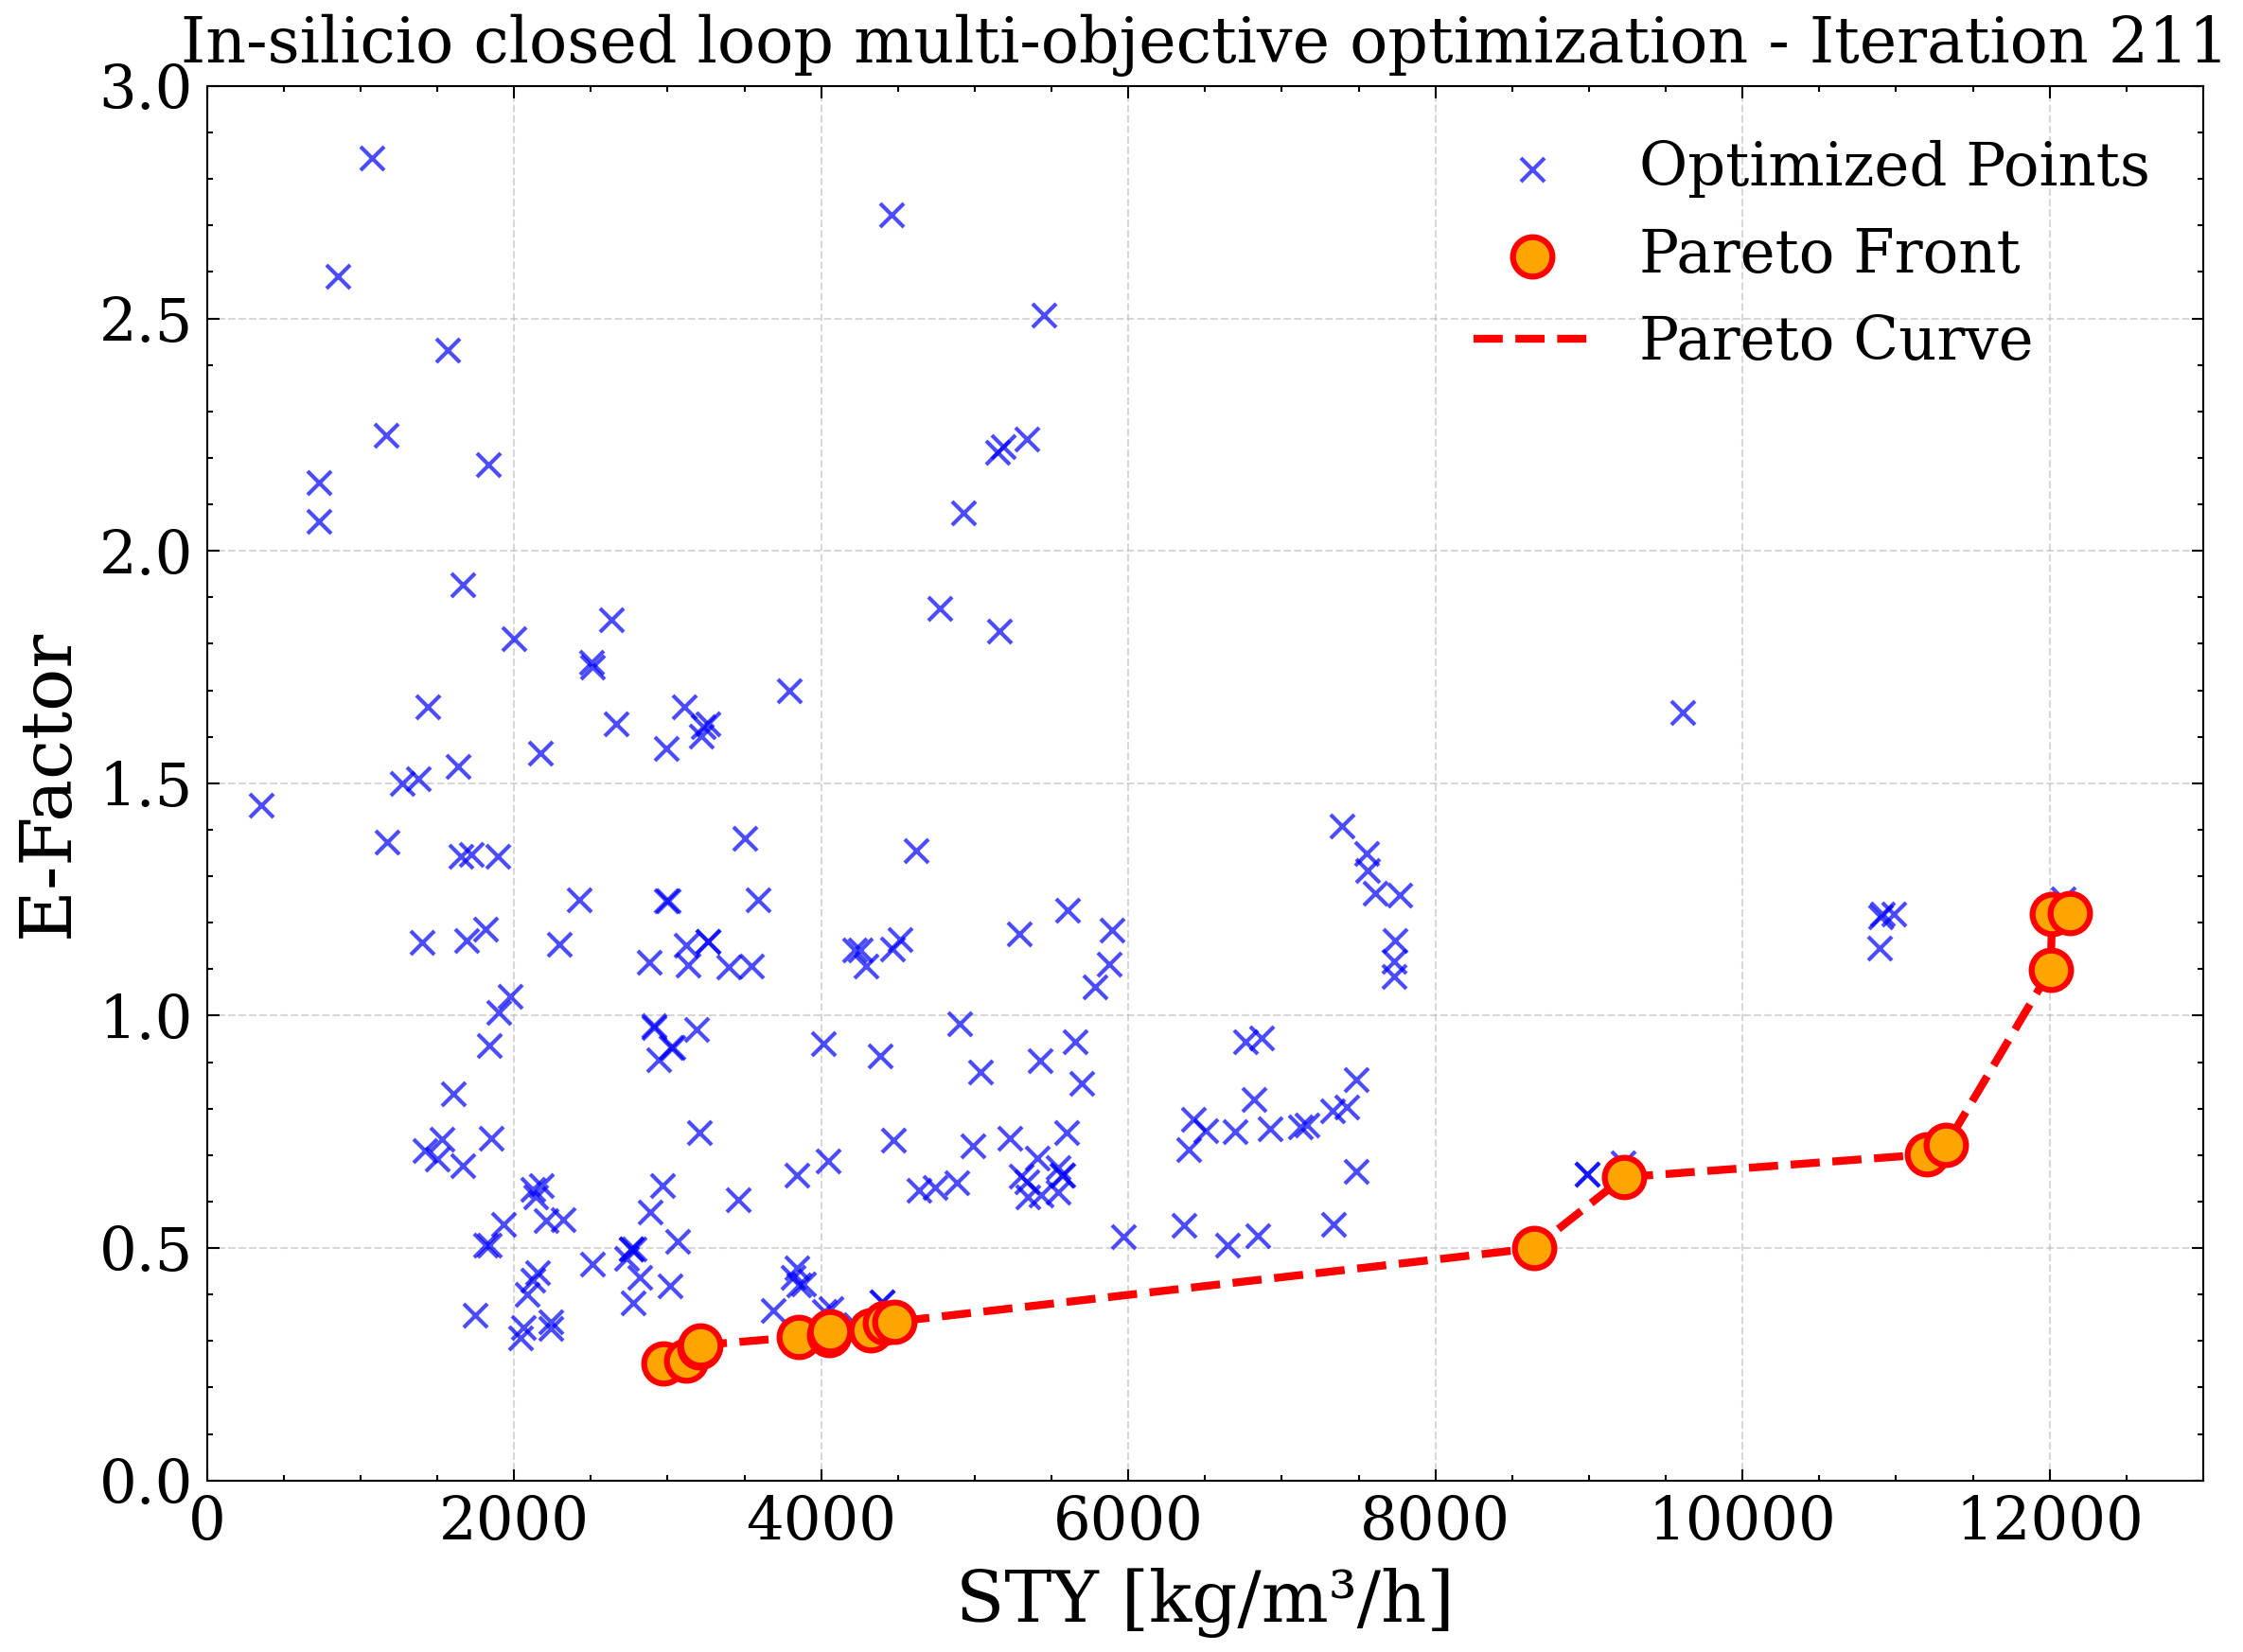 In-silicio closed loop multi-objective optimization - Iteration 211
3.0
2.5
2.0
1.5
1.0
0.5
0.0
E-Factor
Optimized Points
Pareto Front
Pareto Curve
0 2000 4000 6000 8000 10000 12000
STY [kg/m³/h]